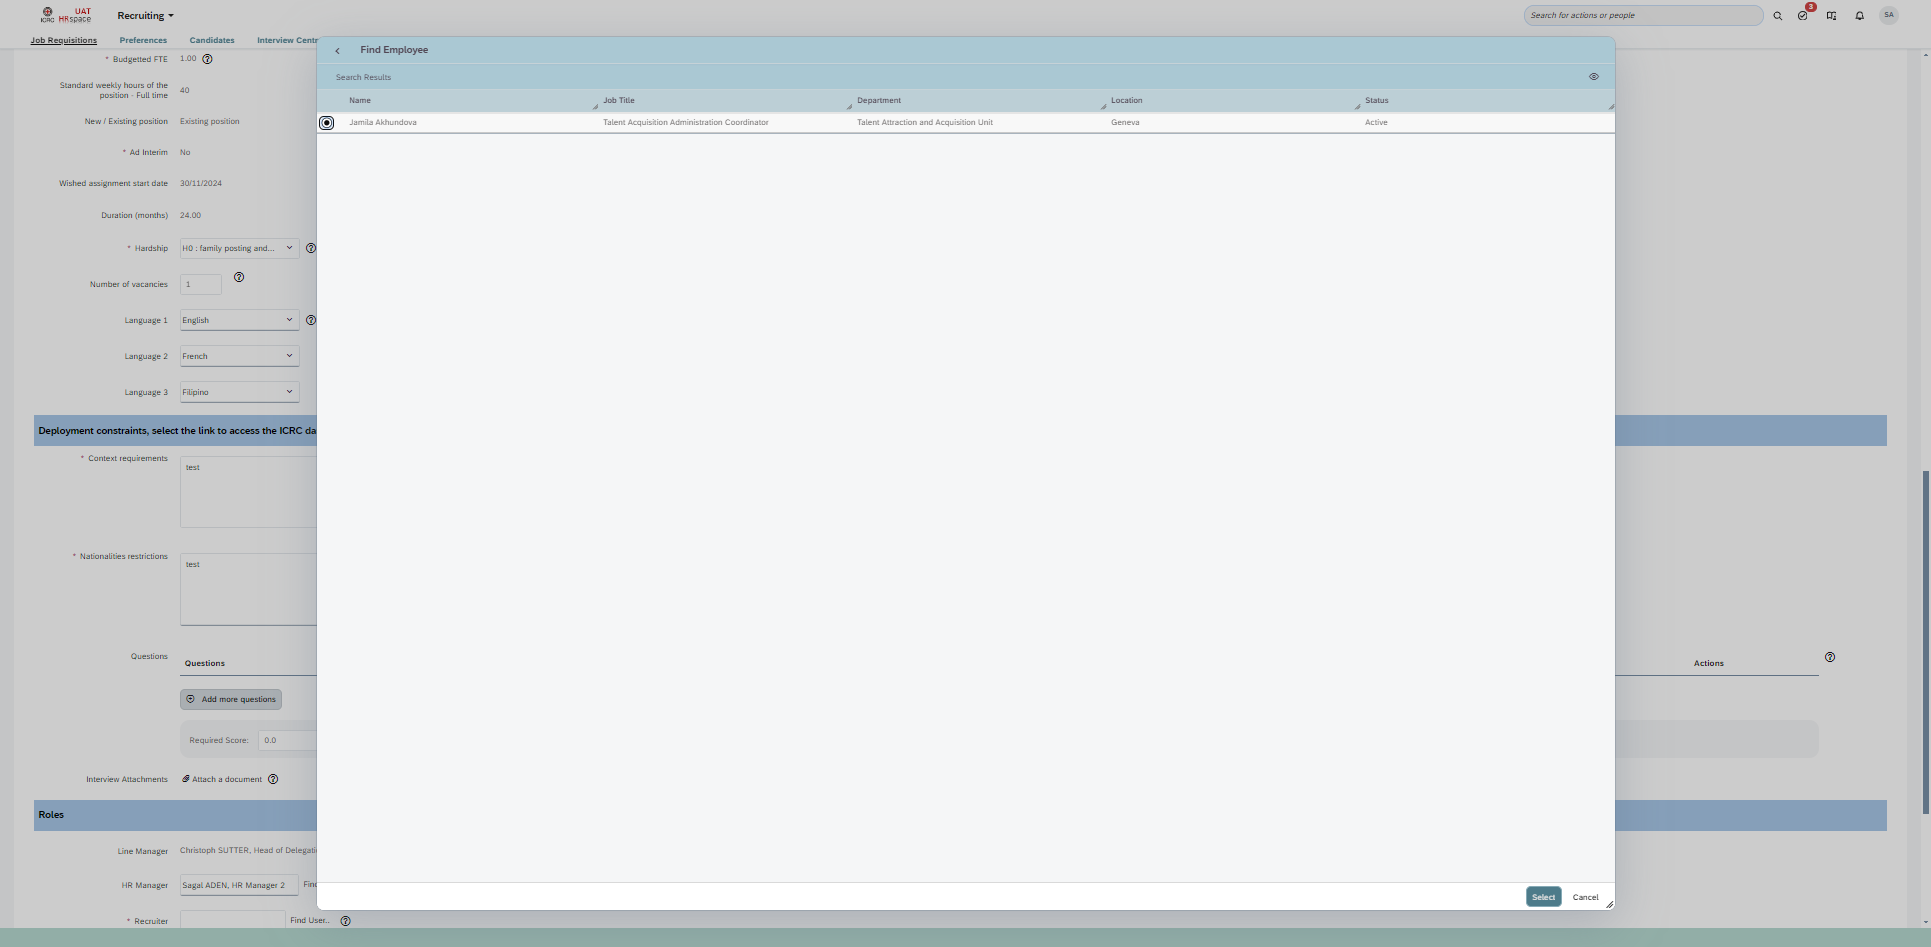 ICRC
UAT
HRspace
Recruiting
Search for actions or people
3
SA
Job Requisitions
Preferences
Candidates
Interview Centr
* Budgetted FTE
1.00
Standard weekly hours of the position - Full time
40
New / Existing position
Existing position
* Ad Interim
No
Wished assignment start date
30/11/2024
Duration (months)
24.00
* Hardship
H0 : family posting and...
Number of vacancies
1
Language 1
English
Language 2
French
Language 3
Filipino
Deployment constraints, select the link to access the ICRC da
* Context requirements
test
* Nationalities restrictions
test
Questions
Questions
Actions
Add more questions
Required Score:
0.0
Interview Attachments
Attach a document
Roles
Line Manager
Christoph SUTTER, Head of Delegati
HR Manager
Sagal ADEN, HR Manager 2
Find
* Recruiter
Find User..
Find Employee
Search Results
Name
Job Title
Department
Location
Status
Jamila Akhundova
Talent Acquisition Administration Coordinator
Talent Attraction and Acquisition Unit
Geneva
Active
Select
Cancel